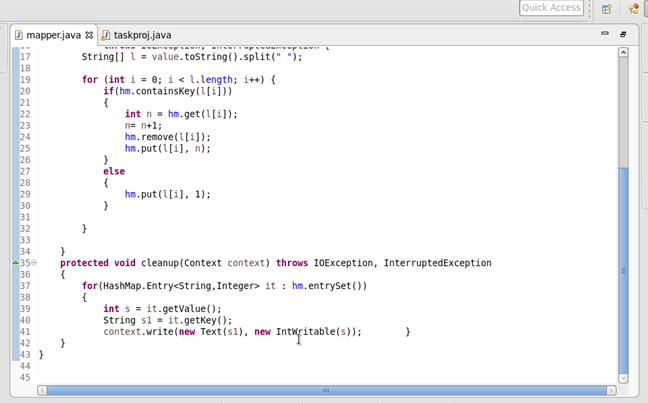 Quick Access
mapper.java
taskproj.java
17 String[] l = value.toString().split(" ");
18
19 for (int i = 0; i < l.length; i++) {
20 if(hm.containsKey(l[i]))
21 {
22 int n = hm.get(l[i]);
23 n= n+1;
24 hm.remove(l[i]);
25 hm.put(l[i], n);
26 }
27 else
28 {
29 hm.put(l[i], 1);
30 }
31
32 }
33
34 }
35 protected void cleanup(Context context) throws IOException, InterruptedException
36 {
37 for(HashMap.Entry<String,Integer> it : hm.entrySet())
38 {
39 int s = it.getValue();
40 String s1 = it.getKey();
41 context.write(new Text(s1), new IntWritable(s)); }
42 }
43 }
44
45